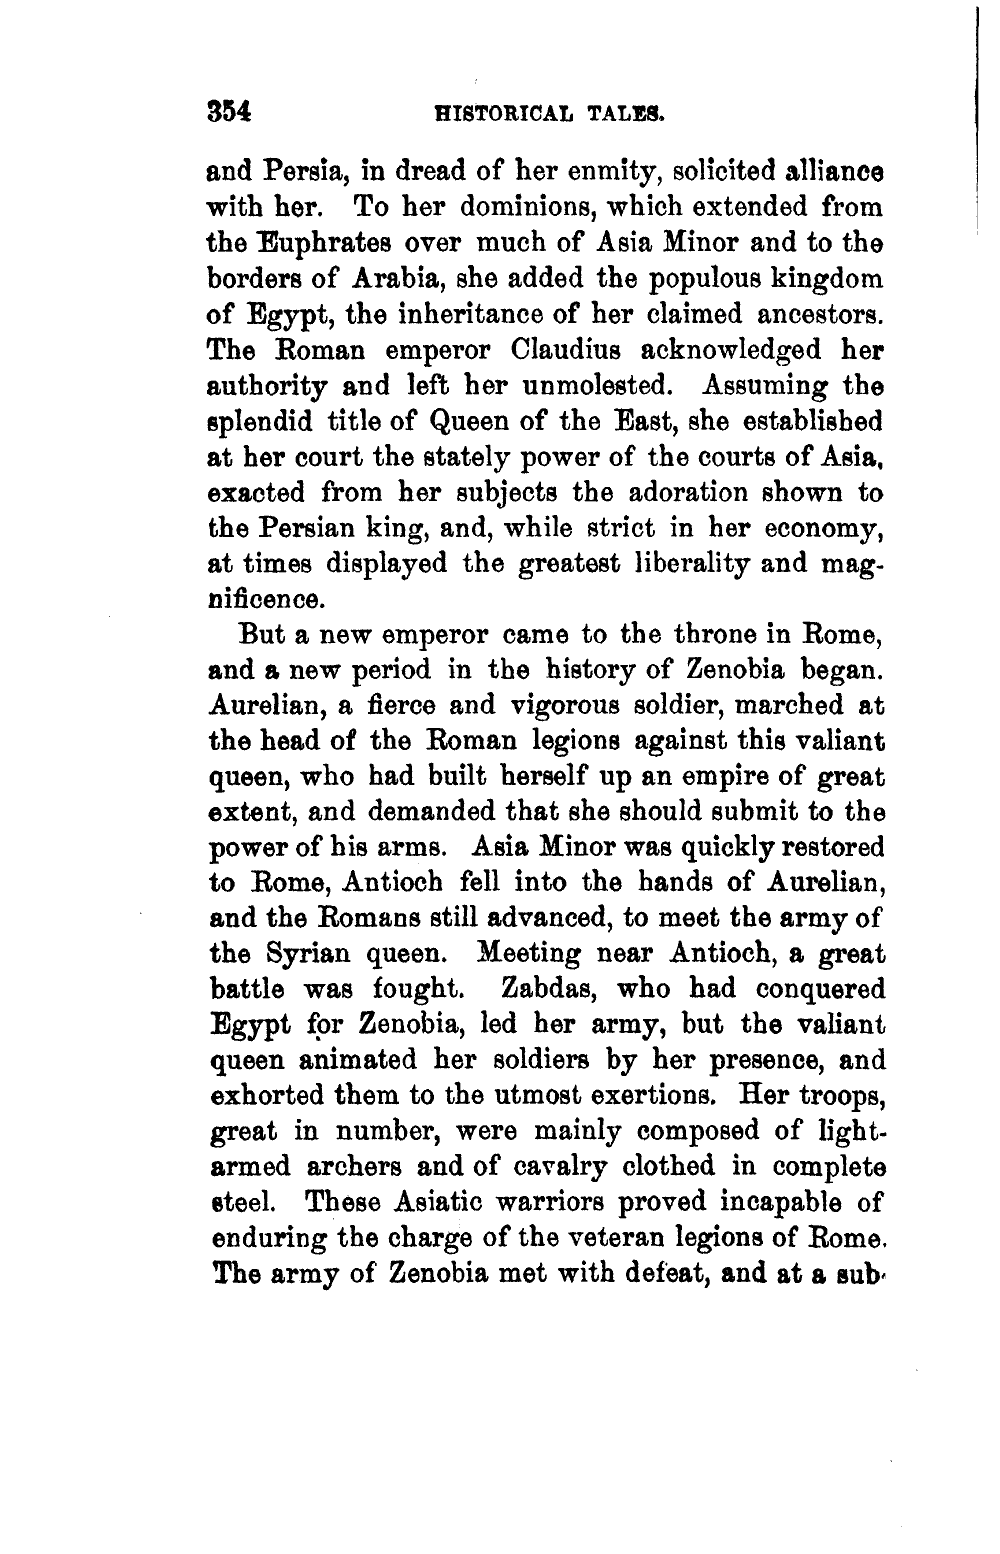 354 HISTORICAL TALES.
and Persia, in dread of her enmity, solicited alliance
with her. To her dominions, which extended from
the Euphrates over much of Asia Minor and to the
borders of Arabia, she added the populous kingdom
of Egypt, the inheritance of her claimed ancestors.
The Roman emperor Claudius acknowledged her
authority and left her unmolested. Assuming the
splendid title of Queen of the East, she established
at her court the stately power of the courts of Asia,
exacted from her subjects the adoration shown to
the Persian king, and, while strict in her economy,
at times displayed the greatest liberality and mag-
nificence.
But a new emperor came to the throne in Rome,
and a new period in the history of Zenobia began.
Aurelian, a fierce and vigorous soldier, marched at
the head of the Roman legions against this valiant
queen, who had built herself up an empire of great
extent, and demanded that she should submit to the
power of his arms. Asia Minor was quickly restored
to Rome, Antioch fell into the hands of Aurelian,
and the Romans still advanced, to meet the army of
the Syrian queen. Meeting near Antioch, a great
battle was fought. Zabdas, who had conquered
Egypt for Zenobia, led her army, but the valiant
queen animated her soldiers by her presence, and
exhorted them to the utmost exertions. Her troops,
great in number, were mainly composed of light-
armed archers and of cavalry clothed in complete
steel. These Asiatic warriors proved incapable of
enduring the charge of the veteran legions of Rome.
The army of Zenobia met with defeat, and at a sub-